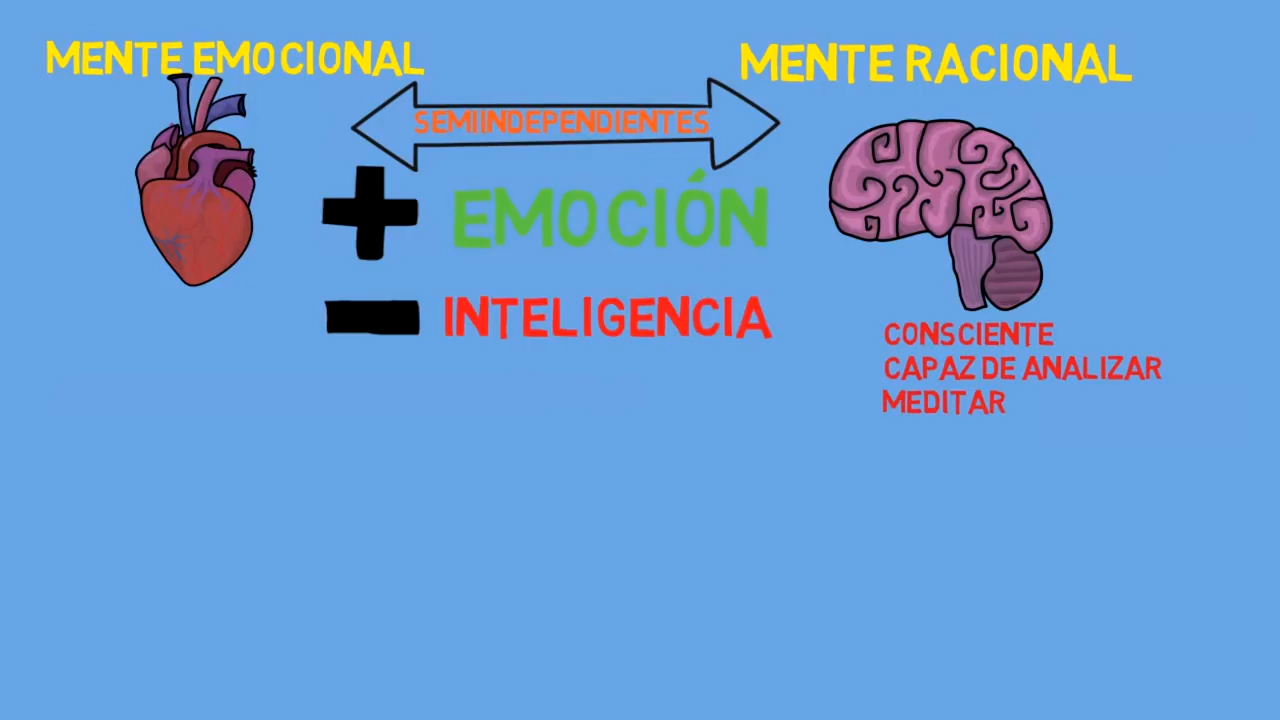 MENTE EMOCIONAL
MENTE RACIONAL
SEMIINDEPENDIENTES
+ EMOCIÓN
- INTELIGENCIA
CONSCIENTE
CAPAZ DE ANALIZAR
MEDITAR